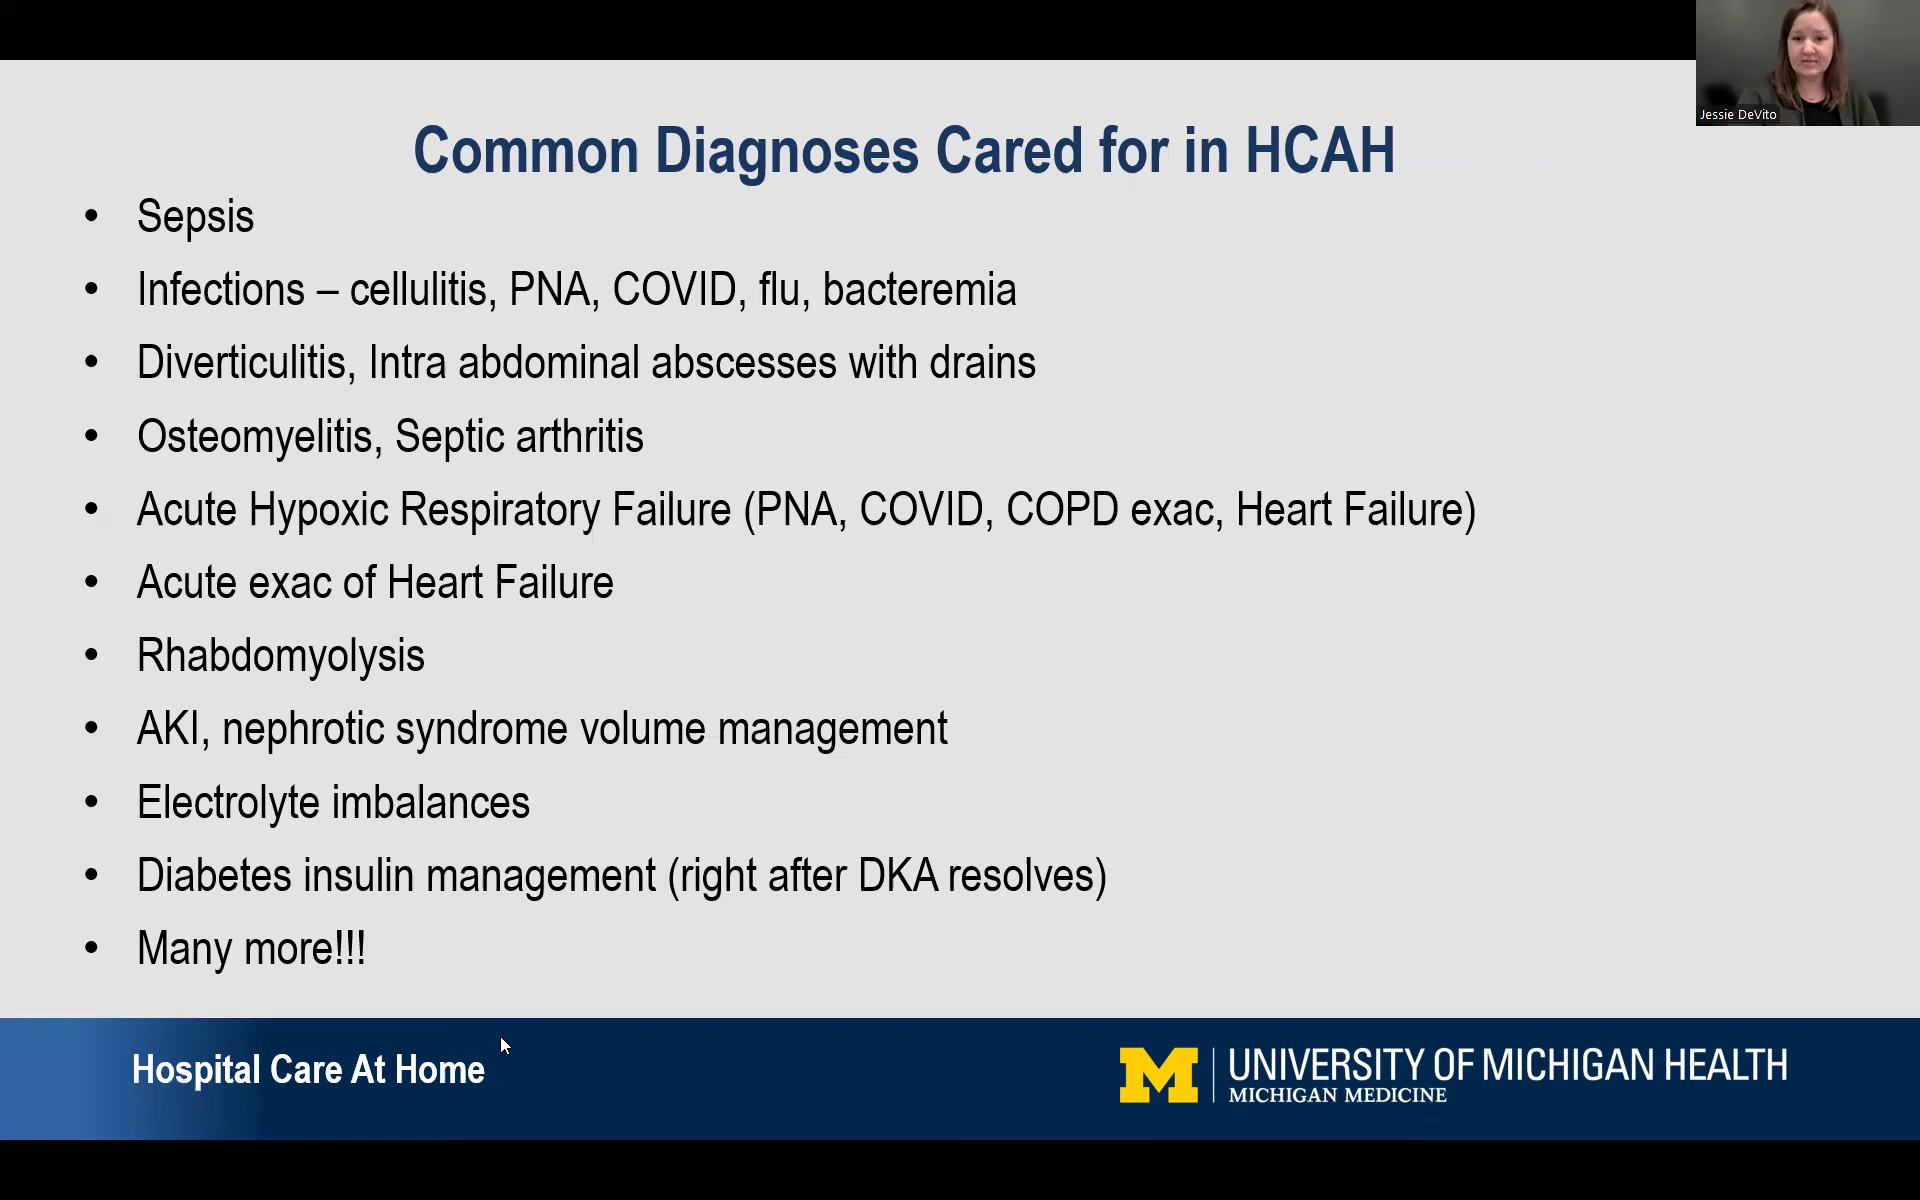 Jessie DeVito
Common Diagnoses Cared for in HCAH
• Sepsis
• Infections – cellulitis, PNA, COVID, flu, bacteremia
• Diverticulitis, Intra abdominal abscesses with drains
• Osteomyelitis, Septic arthritis
• Acute Hypoxic Respiratory Failure (PNA, COVID, COPD exac, Heart Failure)
• Acute exac of Heart Failure
• Rhabdomyolysis
• AKI, nephrotic syndrome volume management
• Electrolyte imbalances
• Diabetes insulin management (right after DKA resolves)
• Many more!!!
Hospital Care At Home
M UNIVERSITY OF MICHIGAN HEALTH
MICHIGAN MEDICINE